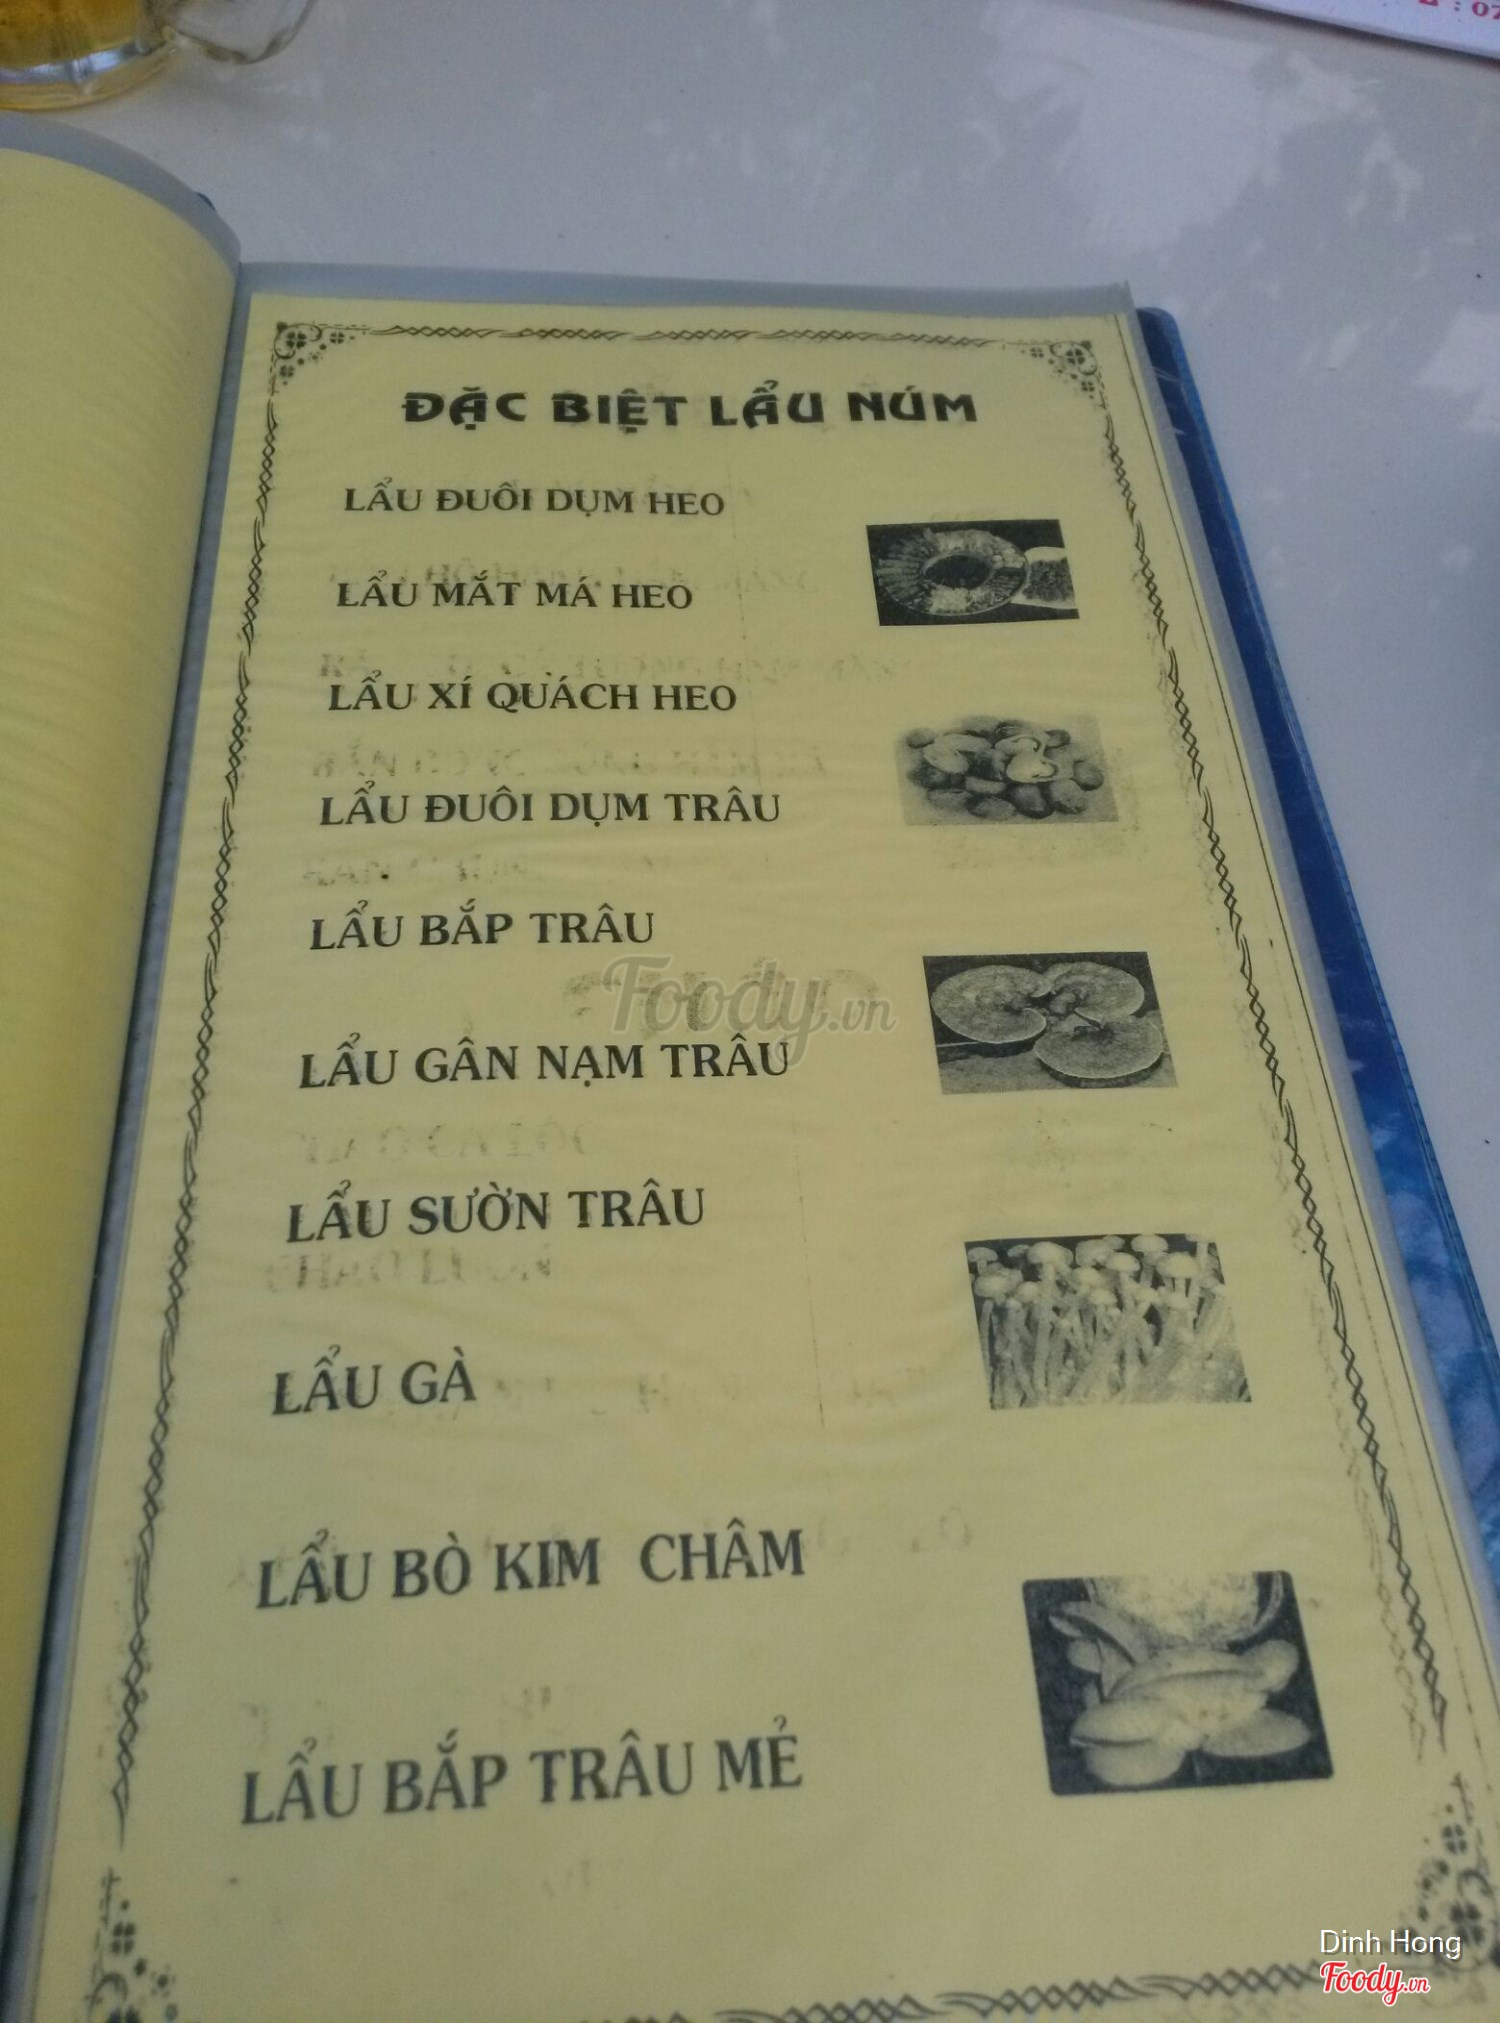 : 07
ĐẶC BIỆT LẨU NÚM
LẨU ĐUÔI DỤM HEO
LẨU MẮT MÁ HEO
LẨU XÍ QUÁCH HEO
LẨU ĐUÔI DỤM TRÂU
LẨU BẮP TRÂU
Foody.vn
LẨU GÂN NẠM TRÂU
LẨU SƯỜN TRÂU
LẨU GÀ
LẨU BÒ KIM CHÂM
LẨU BẮP TRÂU MẺ
Dinh Hong
Foody.vn